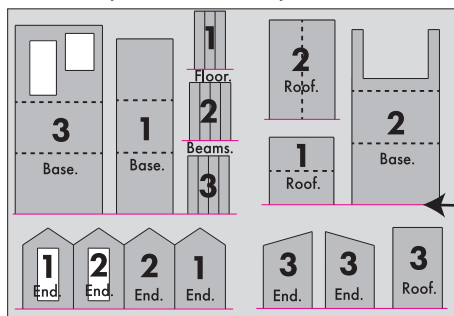 3
Base.
1
Base.
1
Floor.
2
Beams.
3
2
Roof.
1
Roof.
2
Base.
1
End.
2
End.
2
End.
1
End.
3
End.
3
End.
3
Roof.